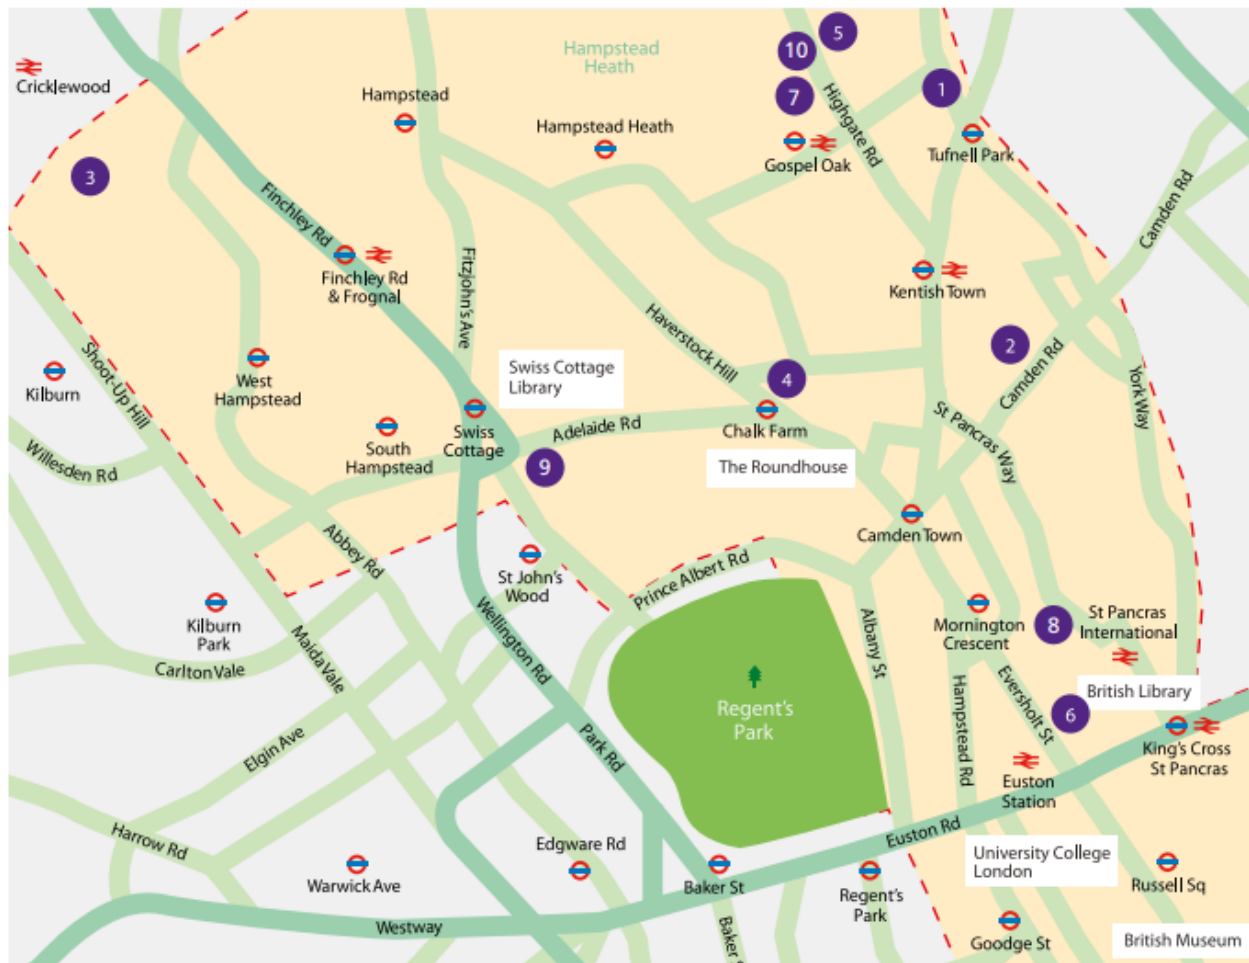 Hampstead
Heath
5
10
Cricklewood
7
1
Hampstead
Highgate Rd
Hampstead Heath
Gospel Oak
Tufnell Park
3
Finchley Rd
Camden Rd
Finchley Rd
& Frognal
Fitzjohn's Ave
Kentish Town
Haverstock Hill
2
Camden Rd
Shoot-Up Hill
Kilburn
West
Hampstead
Swiss Cottage
Library
4
York Way
Willesden Rd
South
Hampstead
Swiss
Cottage
Adelaide Rd
Chalk Farm
St Pancras Way
9
The Roundhouse
Abbey Rd
Camden Town
St John's
Wood
Prince Albert Rd
Kilburn
Park
Maida Vale
Wellington Rd
Albany St
Mornington
Crescent
8
St Pancras
International
Carlton Vale
Regent's
Park
Hampstead Rd
Eversholt St
British Library
6
Elgin Ave
Park Rd
King's Cross
St Pancras
Euston
Station
Harrow Rd
Edgware Rd
Euston Rd
University College
London
Warwick Ave
Baker St
Regent's
Park
Russell Sq
Westway
Baker S
Goodge St
British Museum